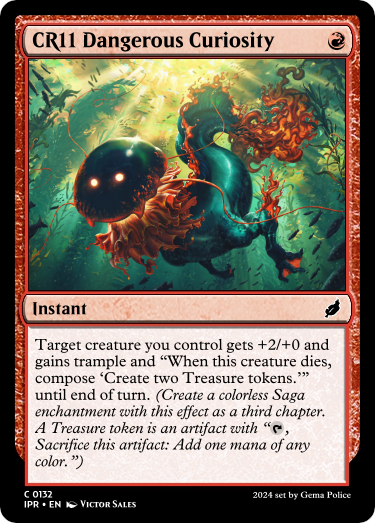 CR11 Dangerous Curiosity
Instant
Target creature you control gets +2/+0 and
gains trample and “When this creature dies,
compose ‘Create two Treasure tokens.’”
until end of turn. (Create a colorless Saga
enchantment with this effect as a third chapter.
A Treasure token is an artifact with “
,
Sacrifice this artifact: Add one mana of any
color.”)
C 0132
IPR • EN Victor Sales
2024 set by Gema Police